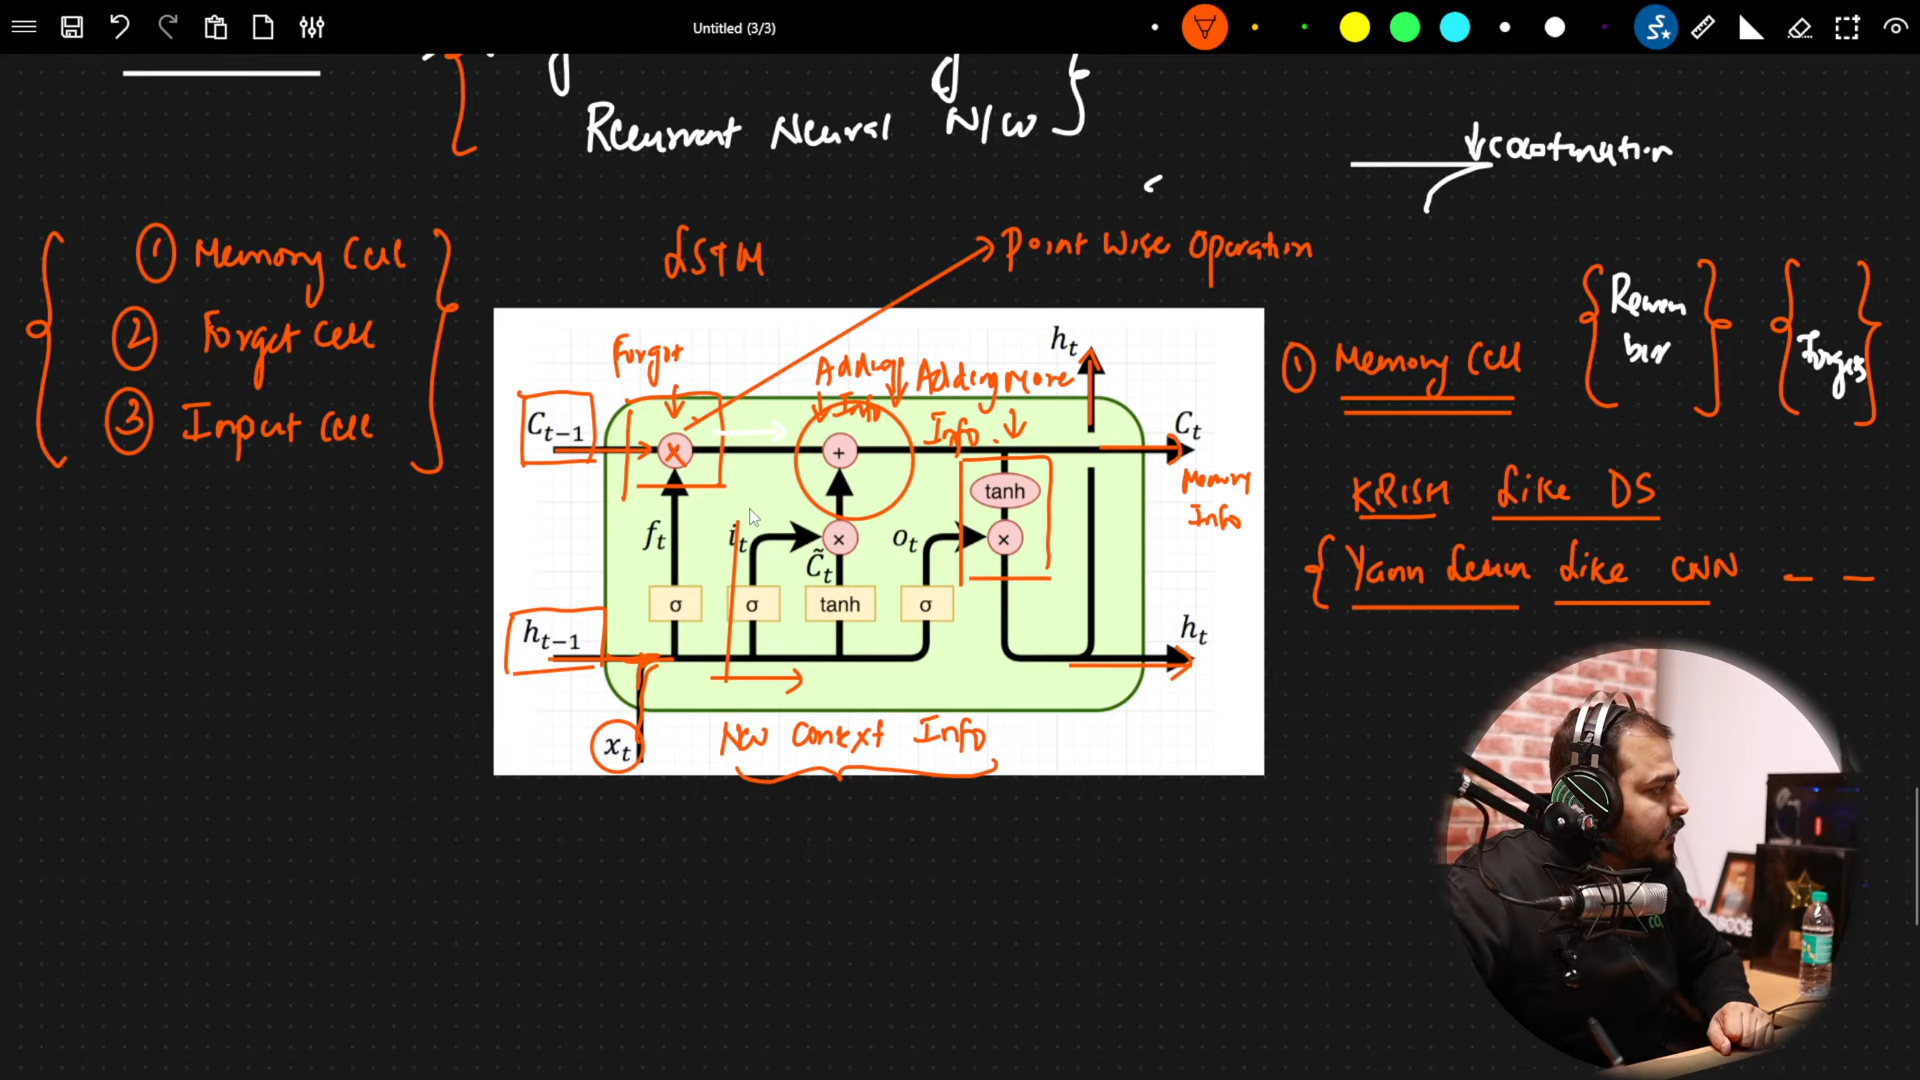 Untitled (3/3)
Recurrent Neural N/W
① Memory Cell
② Forget Cell
③ Input Cell
LSTM
Point Wise Operation
Forget
Adding Info
Adding More Info.
h_t
C_{t-1}
×
+
C_t
Memory Info
tanh
f_t
i_t
×
C̃_t
o_t
×
σ
σ
tanh
σ
h_{t-1}
h_t
x_t
New Context Info
① Memory Cell
Forget
KRISH Like DS
Yann Lecun Like CNN _ _